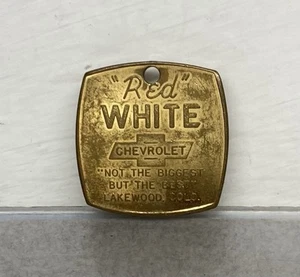 "Red"
WHITE
CHEVROLET
"NOT THE BIGGEST
BUT THE BEST"
LAKEWOOD, COLO.